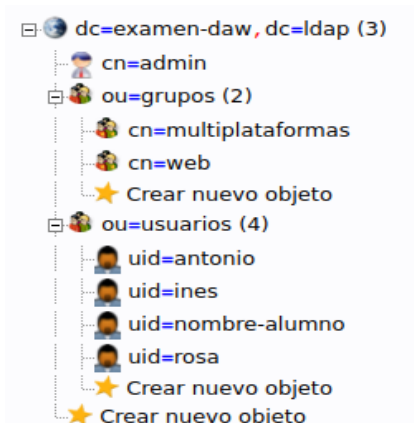 dc=examen-daw,dc=ldap (3)
cn=admin
ou=grupos (2)
cn=multiplataformas
cn=web
Crear nuevo objeto
ou=usuarios (4)
uid=antonio
uid=ines
uid=nombre-alumno
uid=rosa
Crear nuevo objeto
Crear nuevo objeto